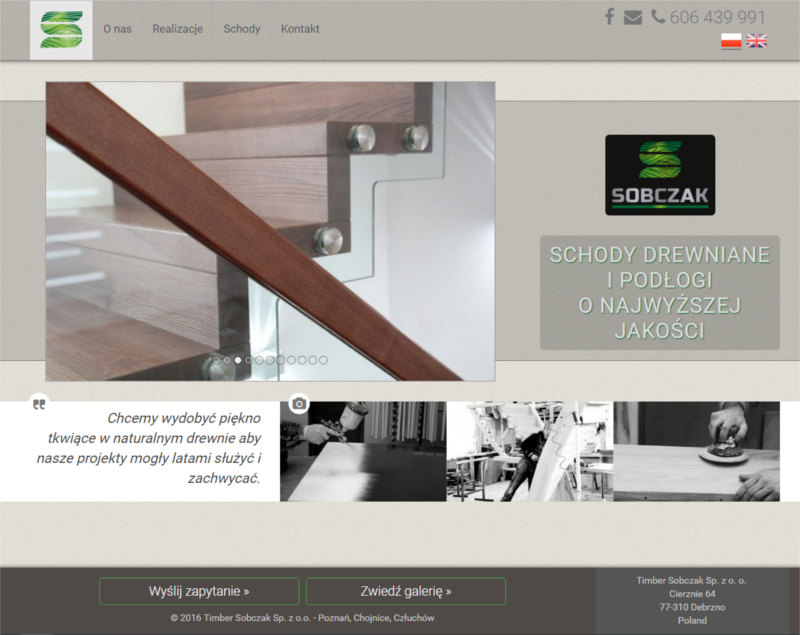 O nas
Realizacje
Schody
Kontakt
606 439 991
SOBCZAK
SCHODY DREWNIANE
I PODŁOGI
O NAJWYŻSZEJ
JAKOŚCI
Chcemy wydobyć piękno
tkwiące w naturalnym drewnie aby
nasze projekty mogły latami służyć i
zachwycać.
Wyślij zapytanie »
Zwiedź galerię »
© 2016 Timber Sobczak Sp. z o.o. - Poznań, Chojnice, Człuchów
Timber Sobczak Sp. z o. o.
Cierznie 64
77-310 Debrzno
Poland